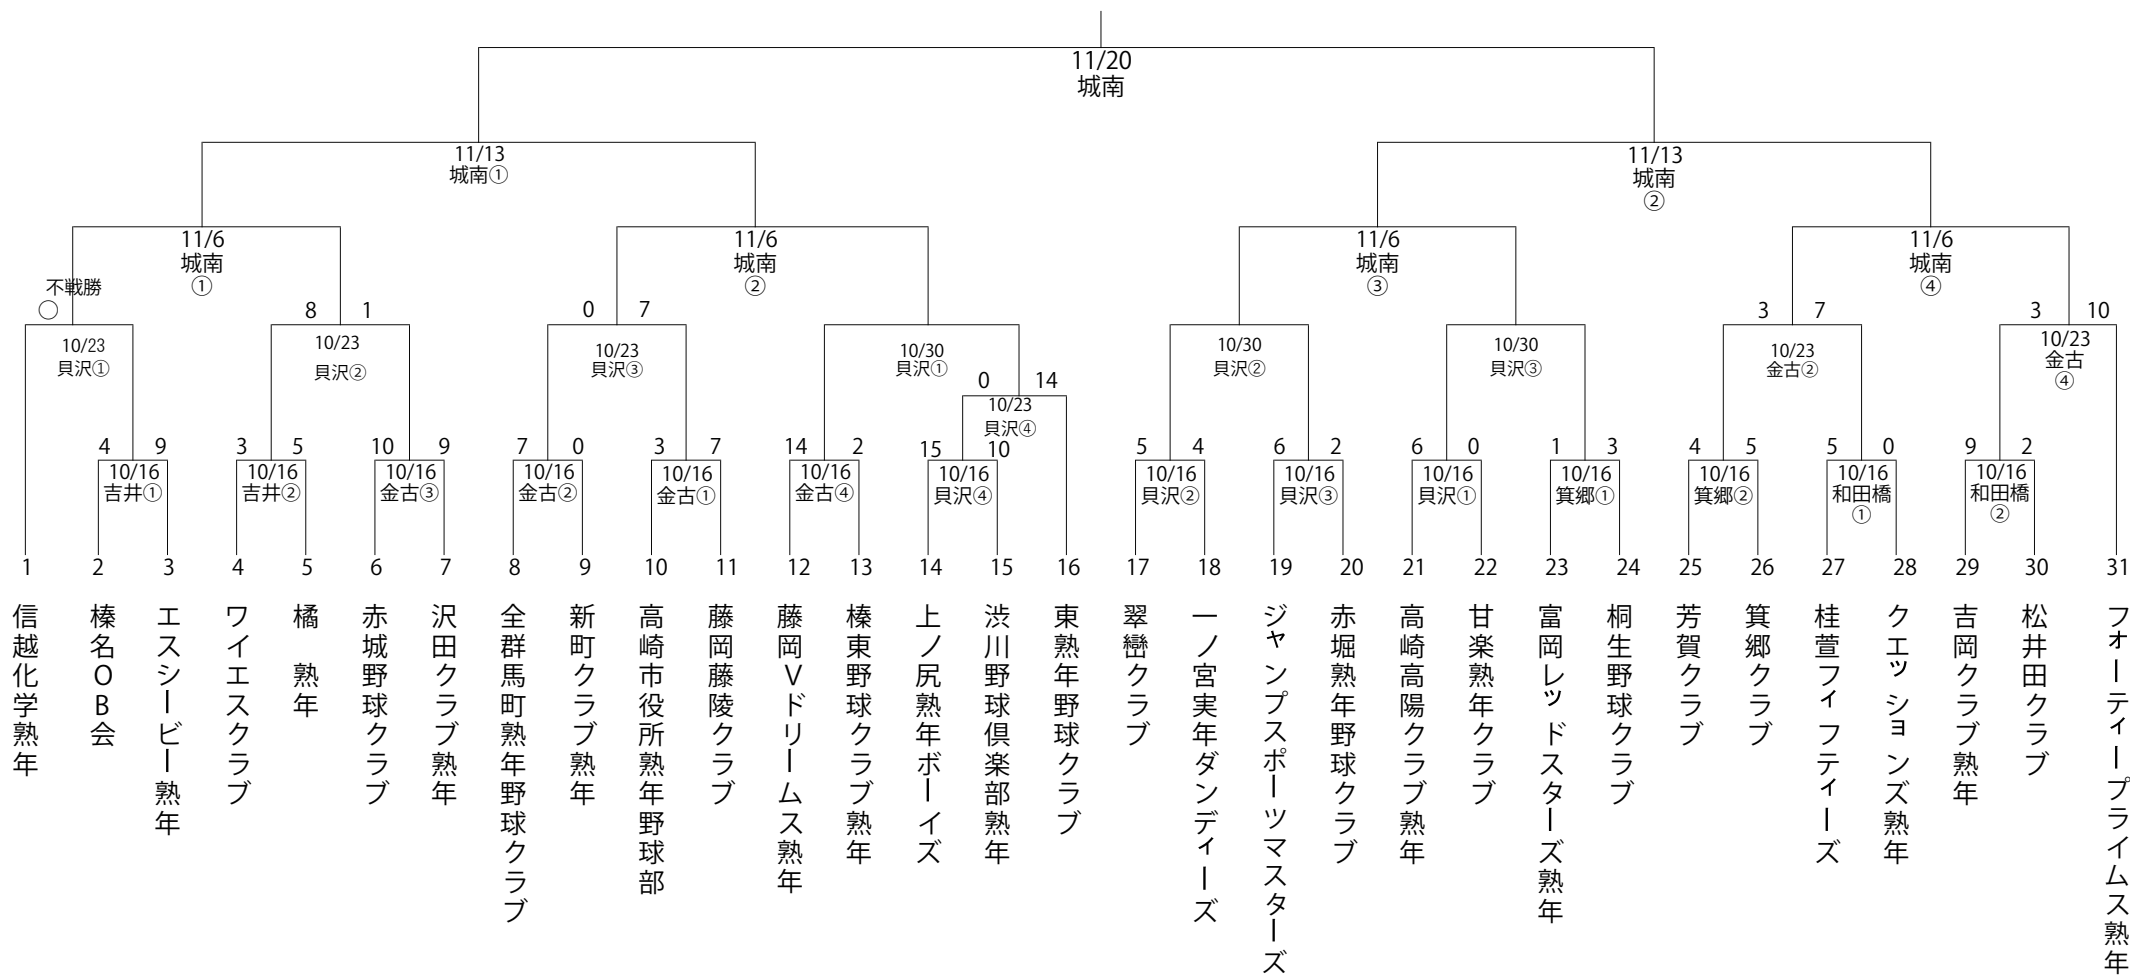 11/20
城南
11/13
城南①
11/13
城南
②
11/6
城南
①
11/6
城南
②
11/6
城南
③
11/6
城南
④
不戦勝
○
8 1
0 7
3 7
3 10
10/23
貝沢①
10/23
貝沢②
10/23
貝沢③
10/30
貝沢①
10/30
貝沢②
10/30
貝沢③
10/23
金古②
10/23
金古
④
0 14
10/23
貝沢④
4 9
10/16
吉井①
3 5
10/16
吉井②
10 9
10/16
金古③
7 0
10/16
金古②
3 7
10/16
金古①
14 2
10/16
金古④
15 10
10/16
貝沢④
5 4
10/16
貝沢②
6 2
10/16
貝沢③
6 0
10/16
貝沢①
1 3
10/16
箕郷①
4 5
10/16
箕郷②
5 0
10/16
和田橋
①
9 2
10/16
和田橋
②
1 2 3 4 5 6 7 8 9 10 11 12 13 14 15 16 17 18 19 20 21 22 23 24 25 26 27 28 29 30 31
信越化学熟年
榛名OB会
エスシービー熟年
ワイエスクラブ
橘 熟年
赤城野球クラブ
沢田クラブ熟年
全群馬町熟年野球クラブ
新町クラブ熟年
高崎市役所熟年野球部
藤岡藤陵クラブ
藤岡Vドリームス熟年
榛東野球クラブ熟年
上ノ尻熟年ボーイズ
渋川野球倶楽部熟年
東熟年野球クラブ
翠巒クラブ
一ノ宮実年ダンディーズ
ジャンプスポーツマスターズ
赤堀熟年野球クラブ
高崎高陽クラブ熟年
甘楽熟年クラブ
富岡レッドスターズ熟年
桐生野球クラブ
芳賀クラブ
箕郷クラブ
桂萱フィフティーズ
クエッションズ熟年
吉岡クラブ熟年
松井田クラブ
フォーティープライムス熟年